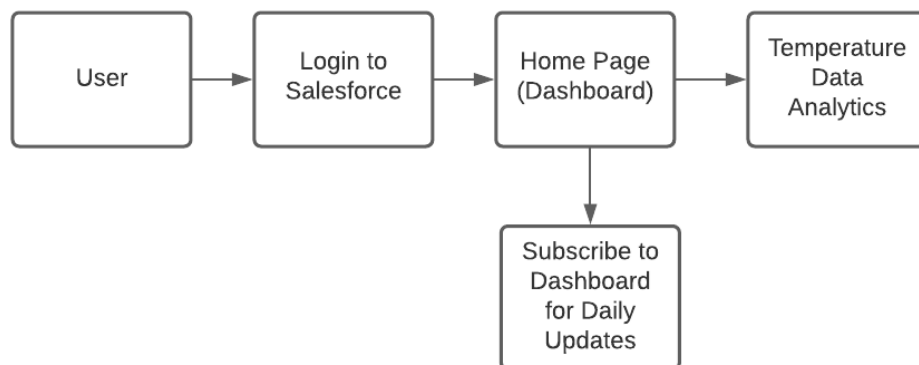 User
Login to
Salesforce
Home Page
(Dashboard)
Temperature
Data
Analytics
Subscribe to
Dashboard
for Daily
Updates